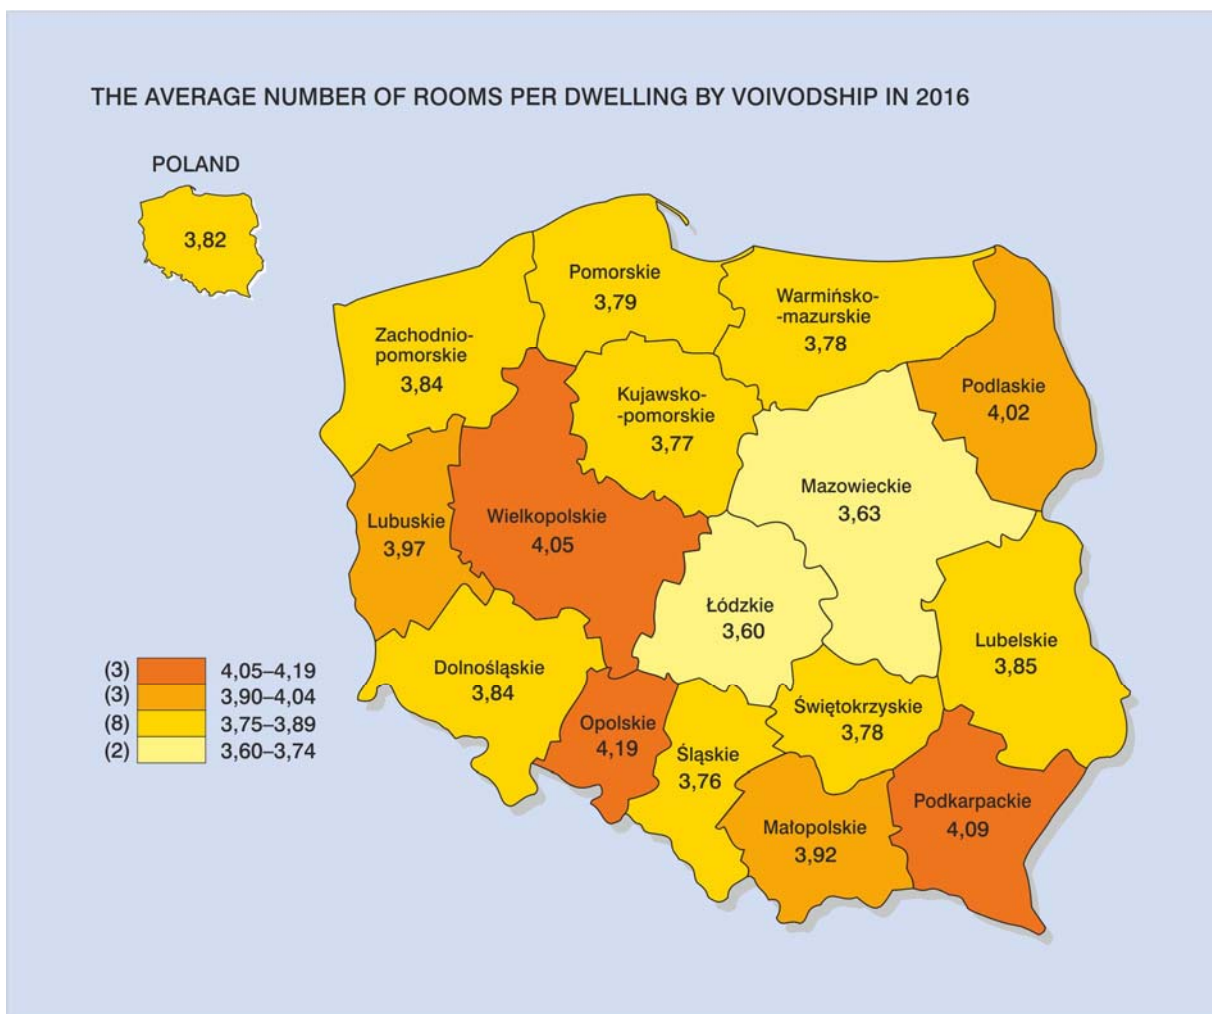 THE AVERAGE NUMBER OF ROOMS PER DWELLING BY VOIVODSHIP IN 2016
POLAND
3,82
Pomorskie
3,79
Warmińsko-
-mazurskie
3,78
Zachodnio-
pomorskie
3,84
Kujawsko-
-pomorskie
3,77
Podlaskie
4,02
Mazowieckie
3,63
Lubuskie
3,97
Wielkopolskie
4,05
Łódzkie
3,60
Lubelskie
3,85
Dolnośląskie
3,84
Świętokrzyskie
3,78
Opolskie
4,19
Śląskie
3,76
Podkarpackie
4,09
Małopolskie
3,92
(3) 4,05–4,19
(3) 3,90–4,04
(8) 3,75–3,89
(2) 3,60–3,74